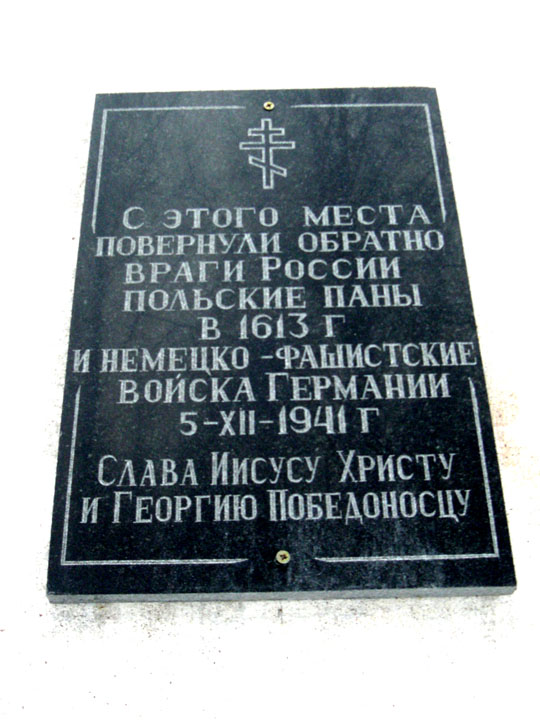 С ЭТОГО МЕСТА
ПОВЕРНУЛИ ОБРАТНО
ВРАГИ РОССИИ
ПОЛЬСКИЕ ПАНЫ
В 1613 Г
И НЕМЕЦКО-ФАШИСТСКИЕ
ВОЙСКА ГЕРМАНИИ
5-XII-1941 Г
СЛАВА ИИСУСУ ХРИСТУ
И ГЕОРГИЮ ПОБЕДОНОСЦУ